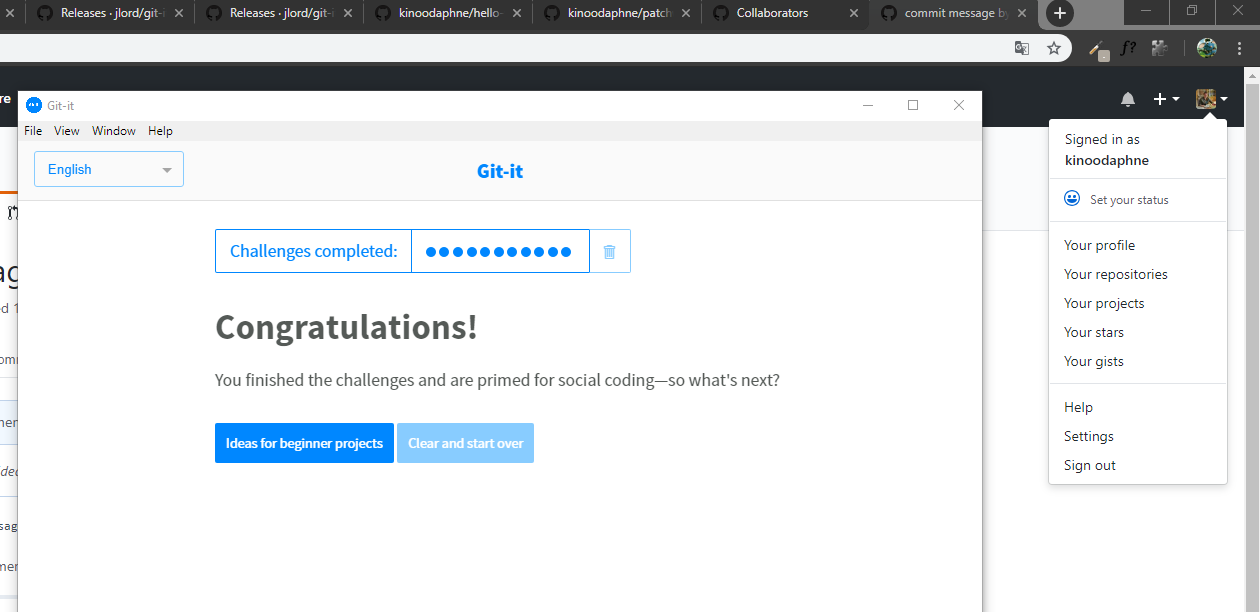 Releases · jlord/git-i
Releases · jlord/git-i
kinoodaphne/hello-
kinoodaphne/patch
Collaborators
commit message by
f?
re
Git-it
File View Window Help
English
Git-it
Signed in as
kinoodaphne
Set your status
Your profile
Your repositories
Your projects
Your stars
Your gists
Help
Settings
Sign out
Challenges completed:
Congratulations!
You finished the challenges and are primed for social coding—so what's next?
Ideas for beginner projects
Clear and start over
ag
ed 1
omm
mer
dec
sag
mer